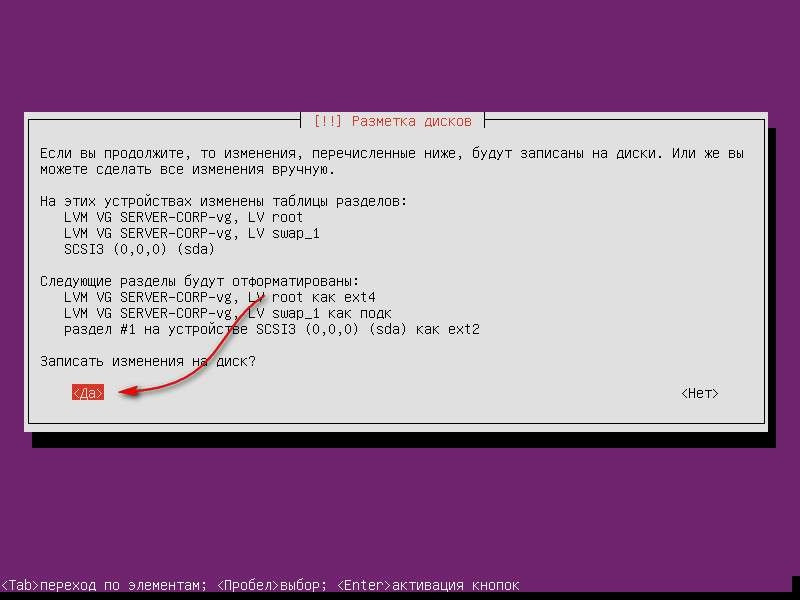 [!!] Разметка дисков
Если вы продолжите, то изменения, перечисленные ниже, будут записаны на диски. Или же вы
можете сделать все изменения вручную.
На этих устройствах изменены таблицы разделов:
LVM VG SERVER-CORP-vg, LV root
LVM VG SERVER-CORP-vg, LV swap_1
SCSI3 (0,0,0) (sda)
Следующие разделы будут отформатированы:
LVM VG SERVER-CORP-vg, LV root как ext4
LVM VG SERVER-CORP-vg, LV swap_1 как подк
раздел #1 на устройстве SCSI3 (0,0,0) (sda) как ext2
Записать изменения на диск?
<Да> <Нет>
<Tab>переход по элементам; <Пробел>выбор; <Enter>активация кнопок